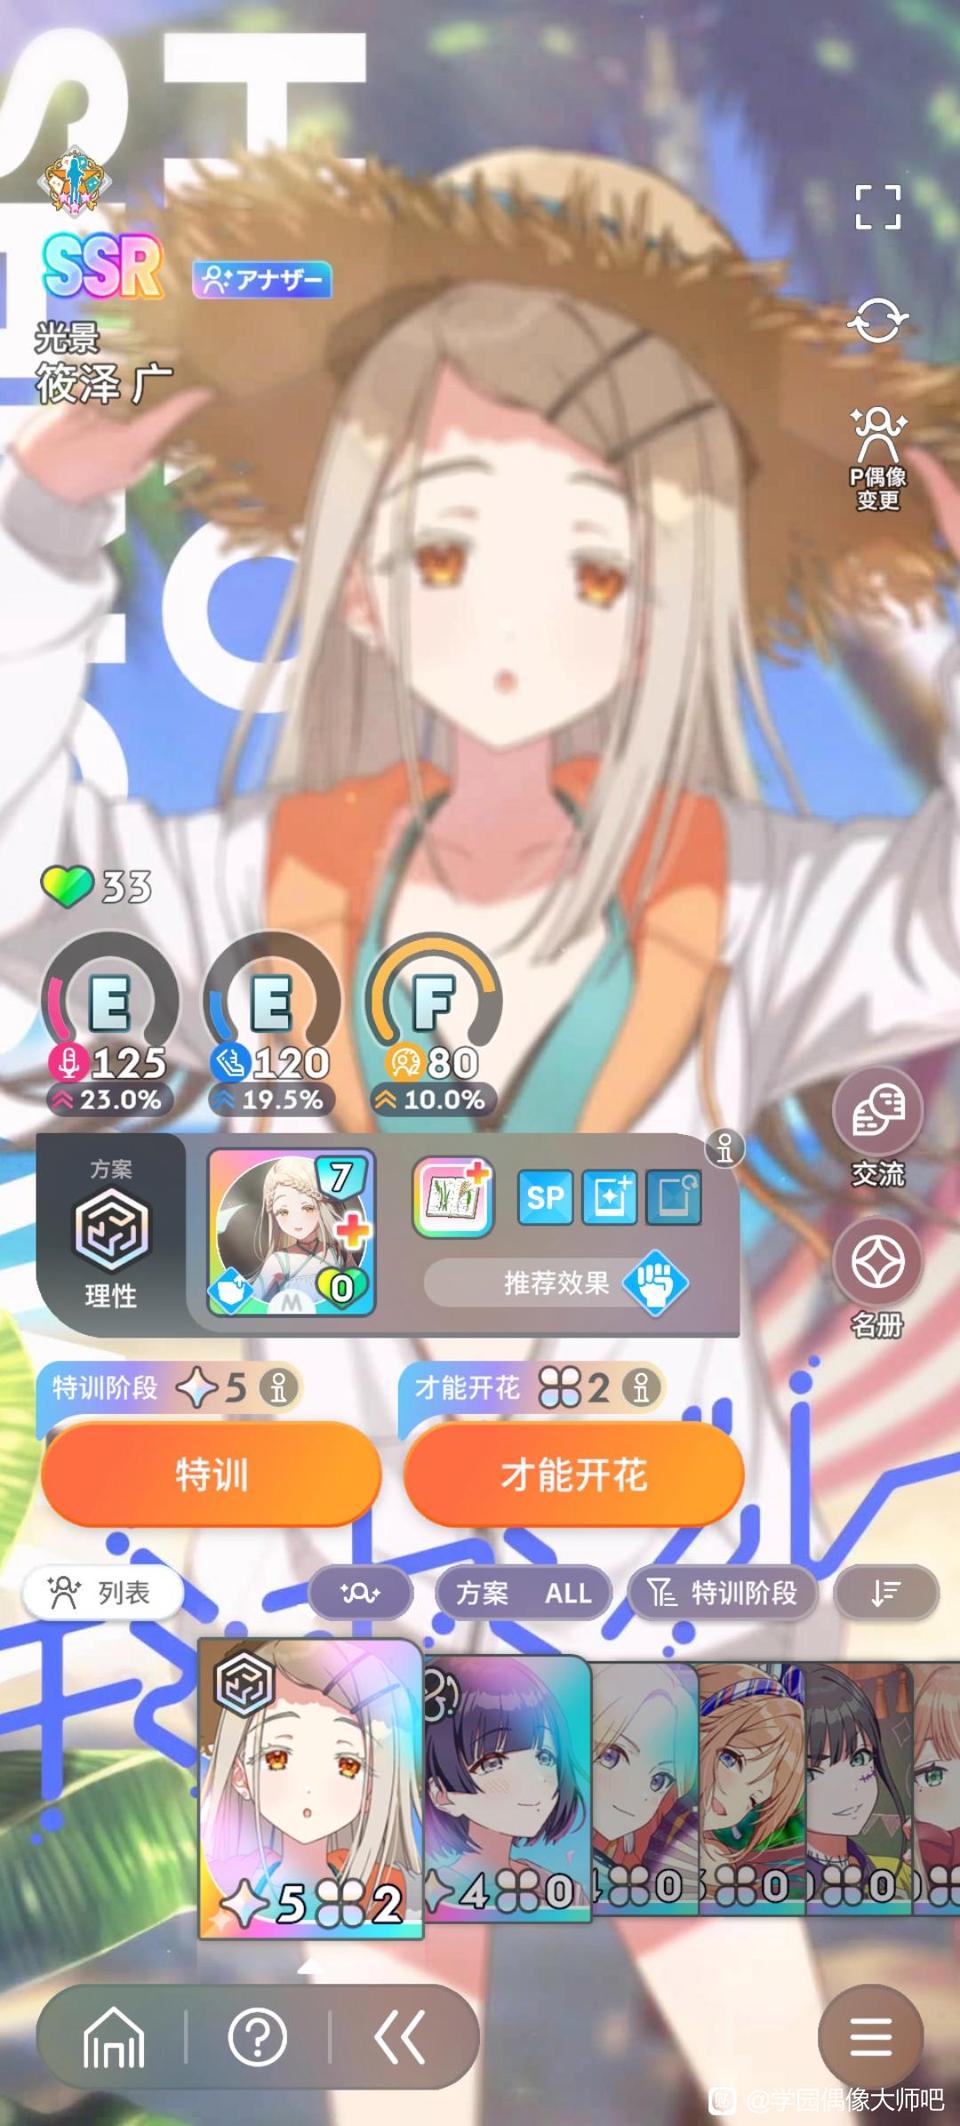 SSR
アナザー
光景
筱泽 广
P偶像
变更
33
E
E
F
125
120
80
23.0%
19.5%
10.0%
方案
理性
7
0
M
SP
推荐效果
交流
名册
特训阶段 5
才能开花 2
特训
才能开花
列表
方案 ALL
特训阶段
5 2
4 0
0
0
0
@学园偶像大师吧